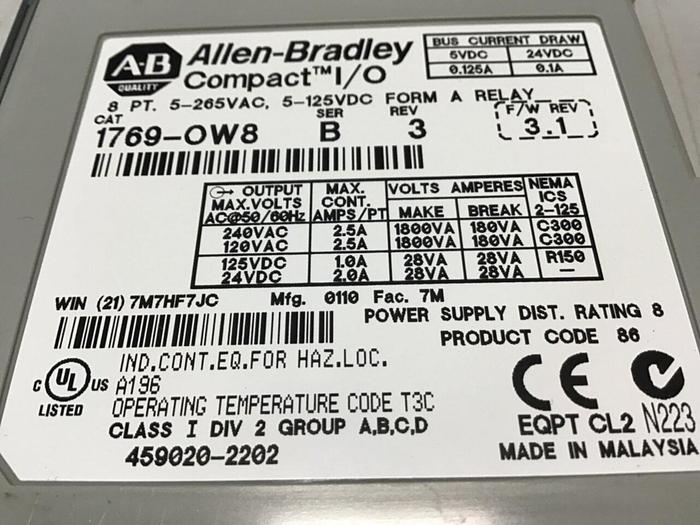 A-B
QUALITY
Allen-Bradley
Compact™ I/O
BUS CURRENT DRAW
5VDC 24VDC
0.125A 0.1A
8 PT. 5-265VAC, 5-125VDC FORM A RELAY
CAT SER REV F/W REV
1769-OW8 B 3 3.1
OUTPUT MAX. VOLTS AMPERES NEMA
MAX.VOLTS CONT. MAKE BREAK ICS
AC@50/60Hz AMPS/PT 2-125
240VAC 2.5A 1800VA 180VA C300
120VAC 2.5A 1800VA 180VA C300
125VDC 1.0A 28VA 28VA R150
24VDC 2.0A 28VA 28VA —
WIN (21) 7M7HF7JC Mfg. 0110 Fac. 7M
POWER SUPPLY DIST. RATING 8
PRODUCT CODE 86
IND.CONT.EQ.FOR HAZ.LOC.
C UL US A196
LISTED OPERATING TEMPERATURE CODE T3C
CLASS I DIV 2 GROUP A,B,C,D
459020-2202
CE
EQPT CL2 N223
MADE IN MALAYSIA